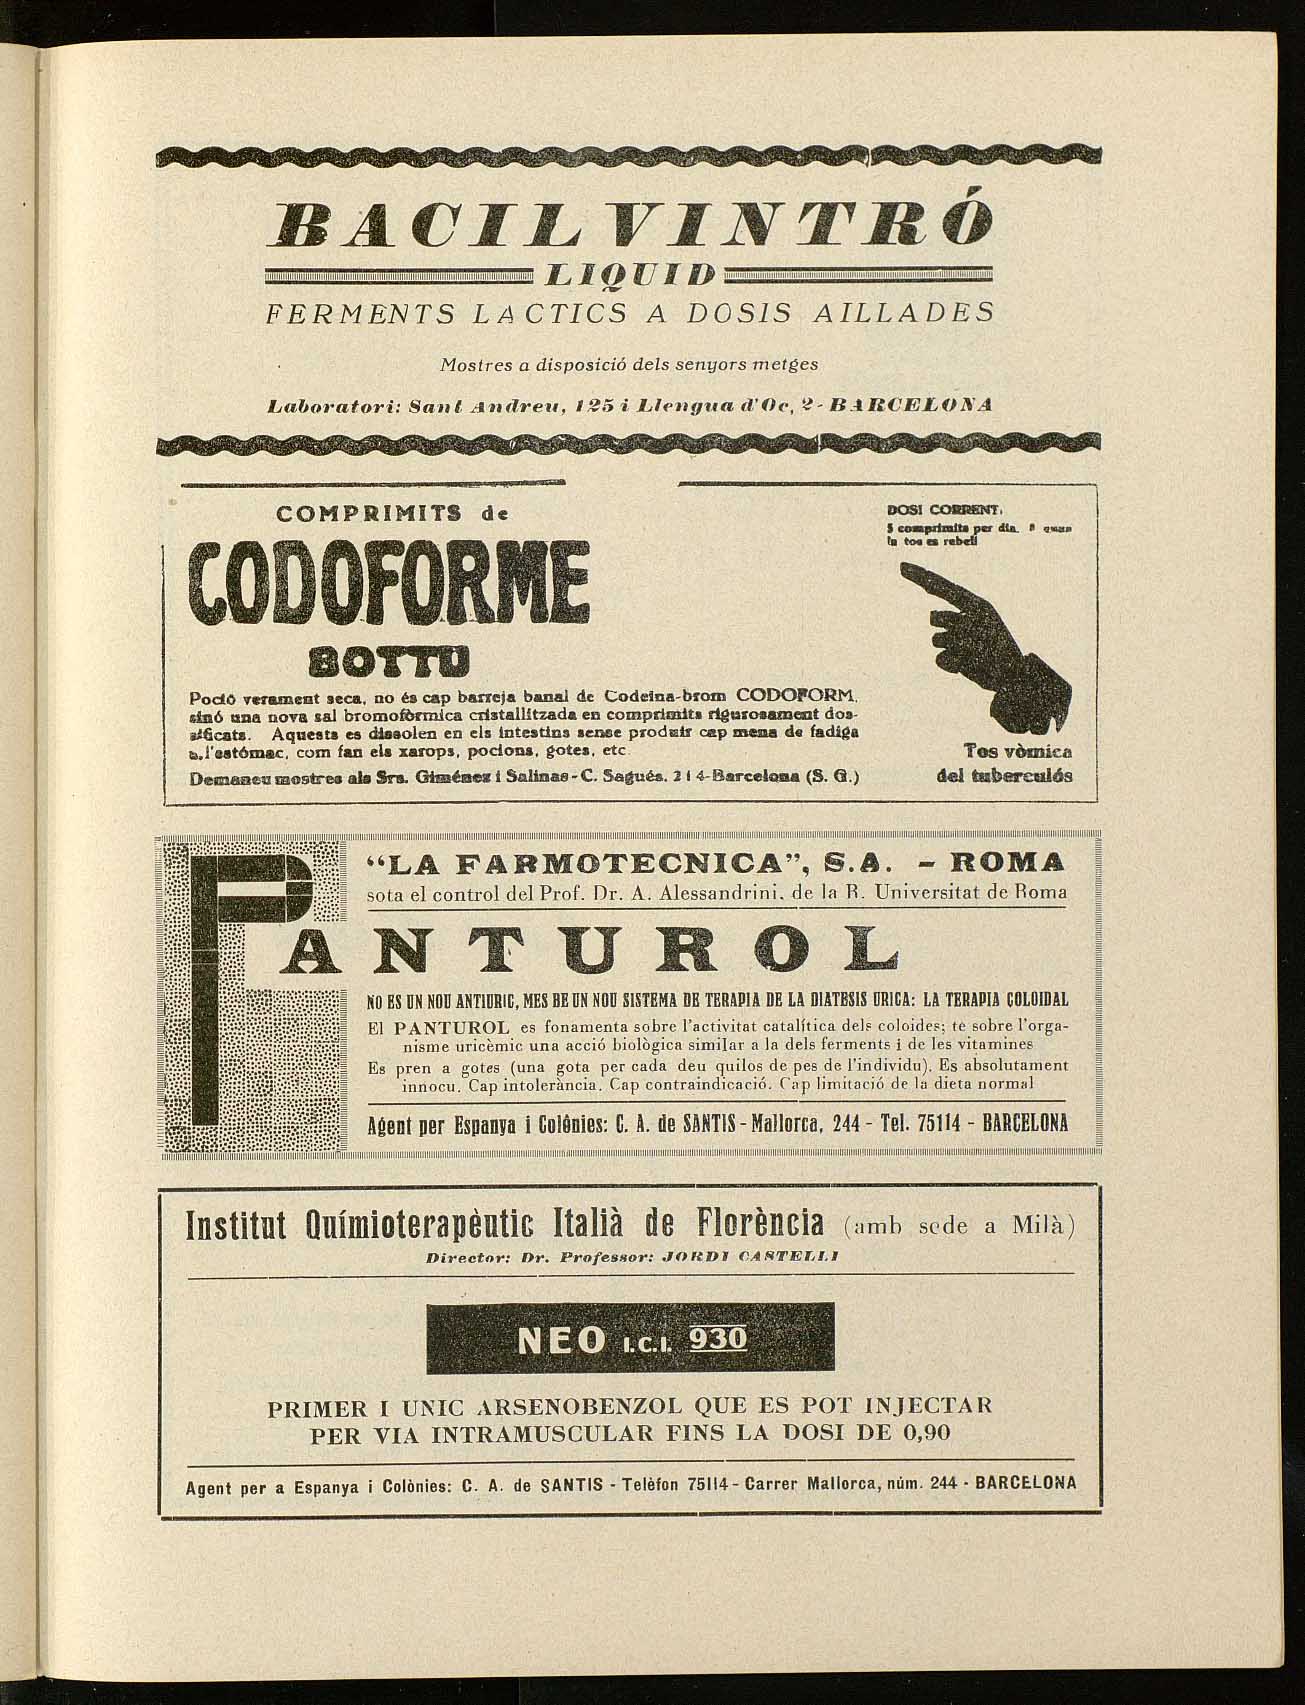 BACILVINTRÓ
LIQUID
FERMENTS LACTICS A DOSIS AILLADES
Mostres a disposició dels senyors metges
Laboratori: Sant Andreu, 125 i Llengua d'Oc, 2 - BARCELONA
COMPRIMITS de
CODOFORME
BOTTU
Poció verament seca, no és cap barreja banal de Codeina-brom CODOFORM,
sinó una nova sal bromofòrmica cristallitzada en comprimits rigurosament dos-
sificats. Aquests es dissolen en els intestins sense produir cap mena de fadiga
a l'estómac, com fan els xarops, pocions, gotes, etc.
Demaneu mostres als Srs. Giménez i Salinas - C. Sagués, 2 i 4 - Barcelona (S. G.)
DOSI CORRENT,
5 comprimits per dia. 8 quan
la tos es rebell
Tos vòmica
del tuberculós
"LA FARMOTECNICA", S.A. - ROMA
sota el control del Prof. Dr. A. Alessandrini, de la R. Universitat de Roma
PANTUROL
NO ES UN NOU ANTIURIC, MES BE UN NOU SISTEMA DE TERAPIA DE LA DIATESIS URICA: LA TERAPIA COLOIDAL
El PANTUROL es fonamenta sobre l'activitat catalítica dels coloides; té sobre l'orga-
nisme uricèmic una acció biològica similar a la dels ferments i de les vitamines
Es pren a gotes (una gota per cada deu quilos de pes de l'individu). Es absolutament
innocu. Cap intolerància. Cap contraindicació. Cap limitació de la dieta normal
Agent per Espanya i Colònies: C. A. de SANTIS - Mallorca, 244 - Tel. 75114 - BARCELONA
Institut Químioterapèutic Italià de Florència (amb sede a Milà)
Director: Dr. Professor: JORDI CASTELLI
NEO I.C.I. 930
PRIMER I UNIC ARSENOBENZOL QUE ES POT INJECTAR
PER VIA INTRAMUSCULAR FINS LA DOSI DE 0,90
Agent per a Espanya i Colònies: C. A. de SANTIS - Telèfon 75114 - Carrer Mallorca, núm. 244 - BARCELONA